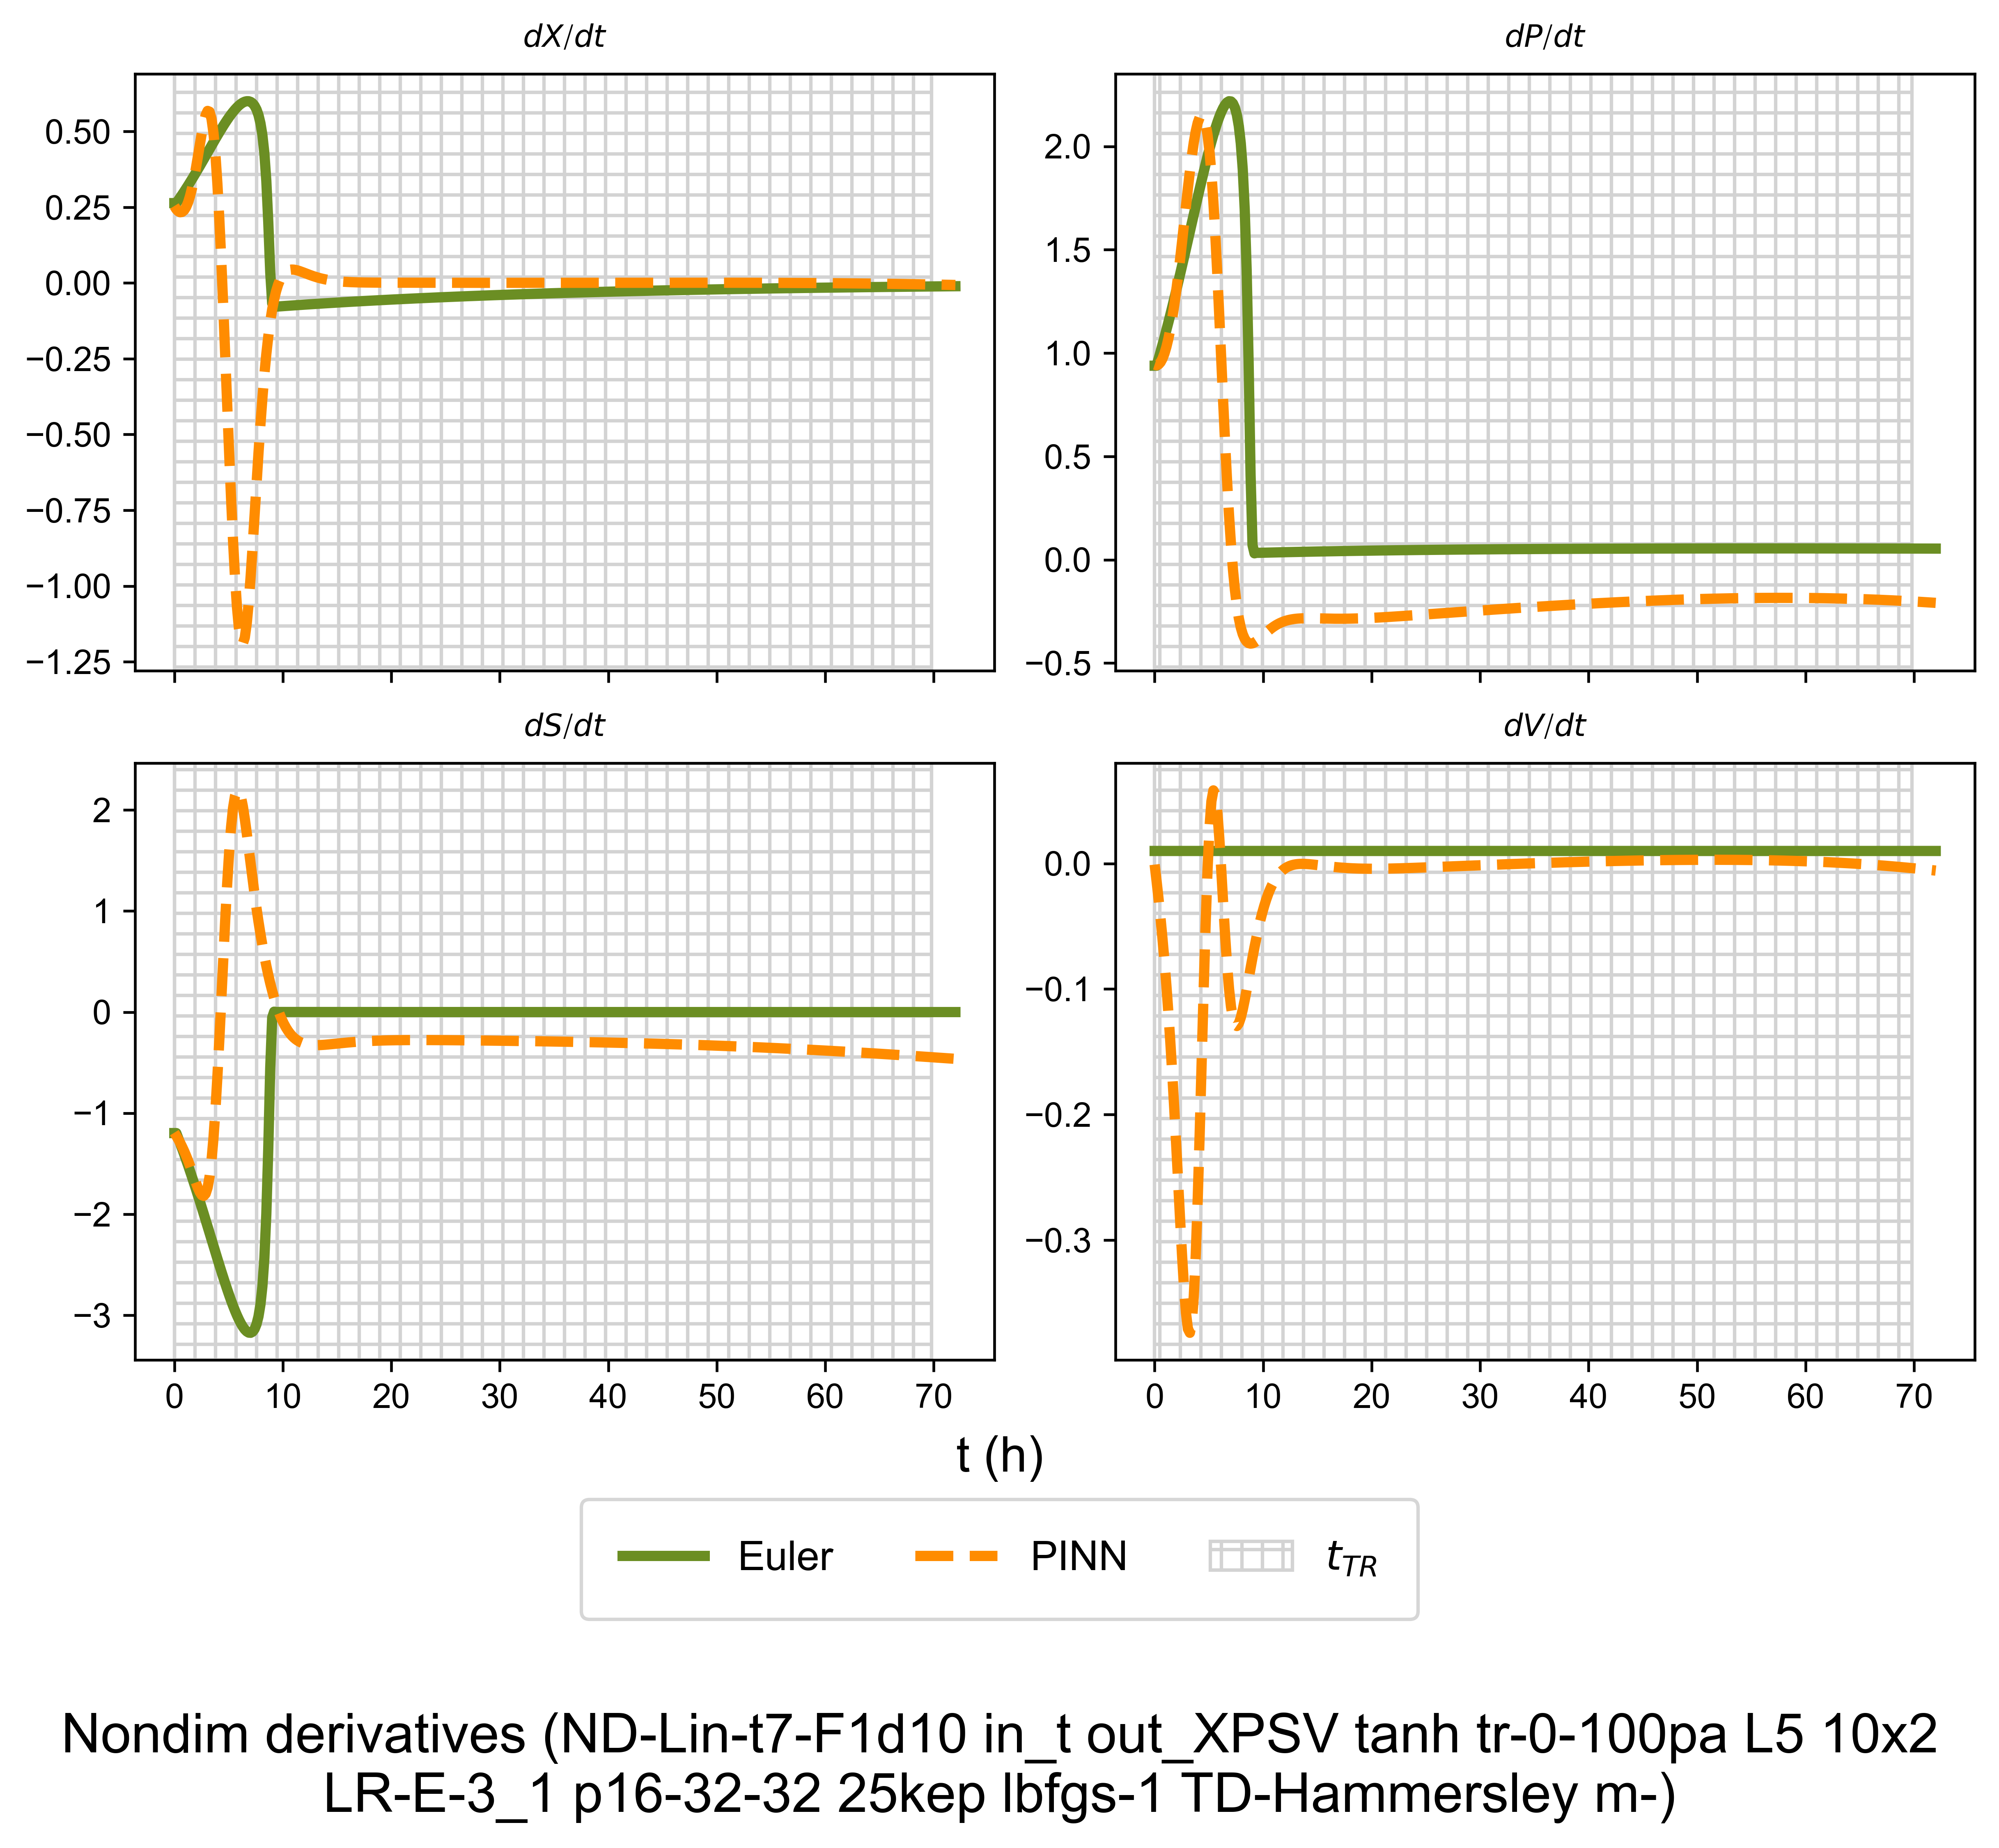 dX/dt
dP/dt
0.50
0.25
0.00
−0.25
−0.50
−0.75
−1.00
−1.25
2.0
1.5
1.0
0.5
0.0
−0.5
dS/dt
dV/dt
2
1
0
−1
−2
−3
0 10 20 30 40 50 60 70
0.0
−0.1
−0.2
−0.3
0 10 20 30 40 50 60 70
t (h)
Euler PINN t_TR
Nondim derivatives (ND-Lin-t7-F1d10 in_t out_XPSV tanh tr-0-100pa L5 10x2
LR-E-3_1 p16-32-32 25kep lbfgs-1 TD-Hammersley m-)